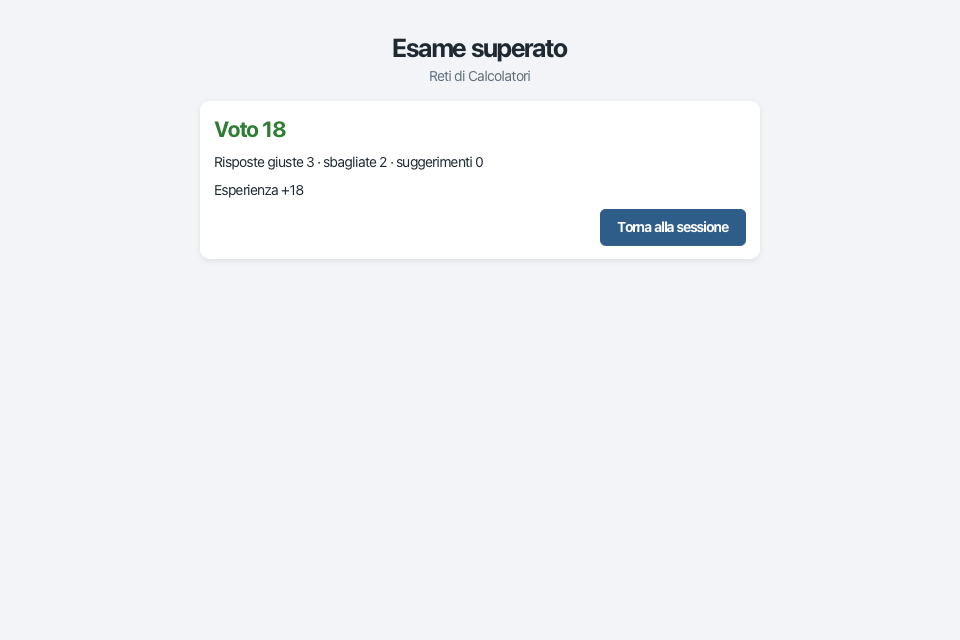 Esame superato
Reti di Calcolatori
Voto 18
Risposte giuste 3 · sbagliate 2 · suggerimenti 0
Esperienza +18
Torna alla sessione